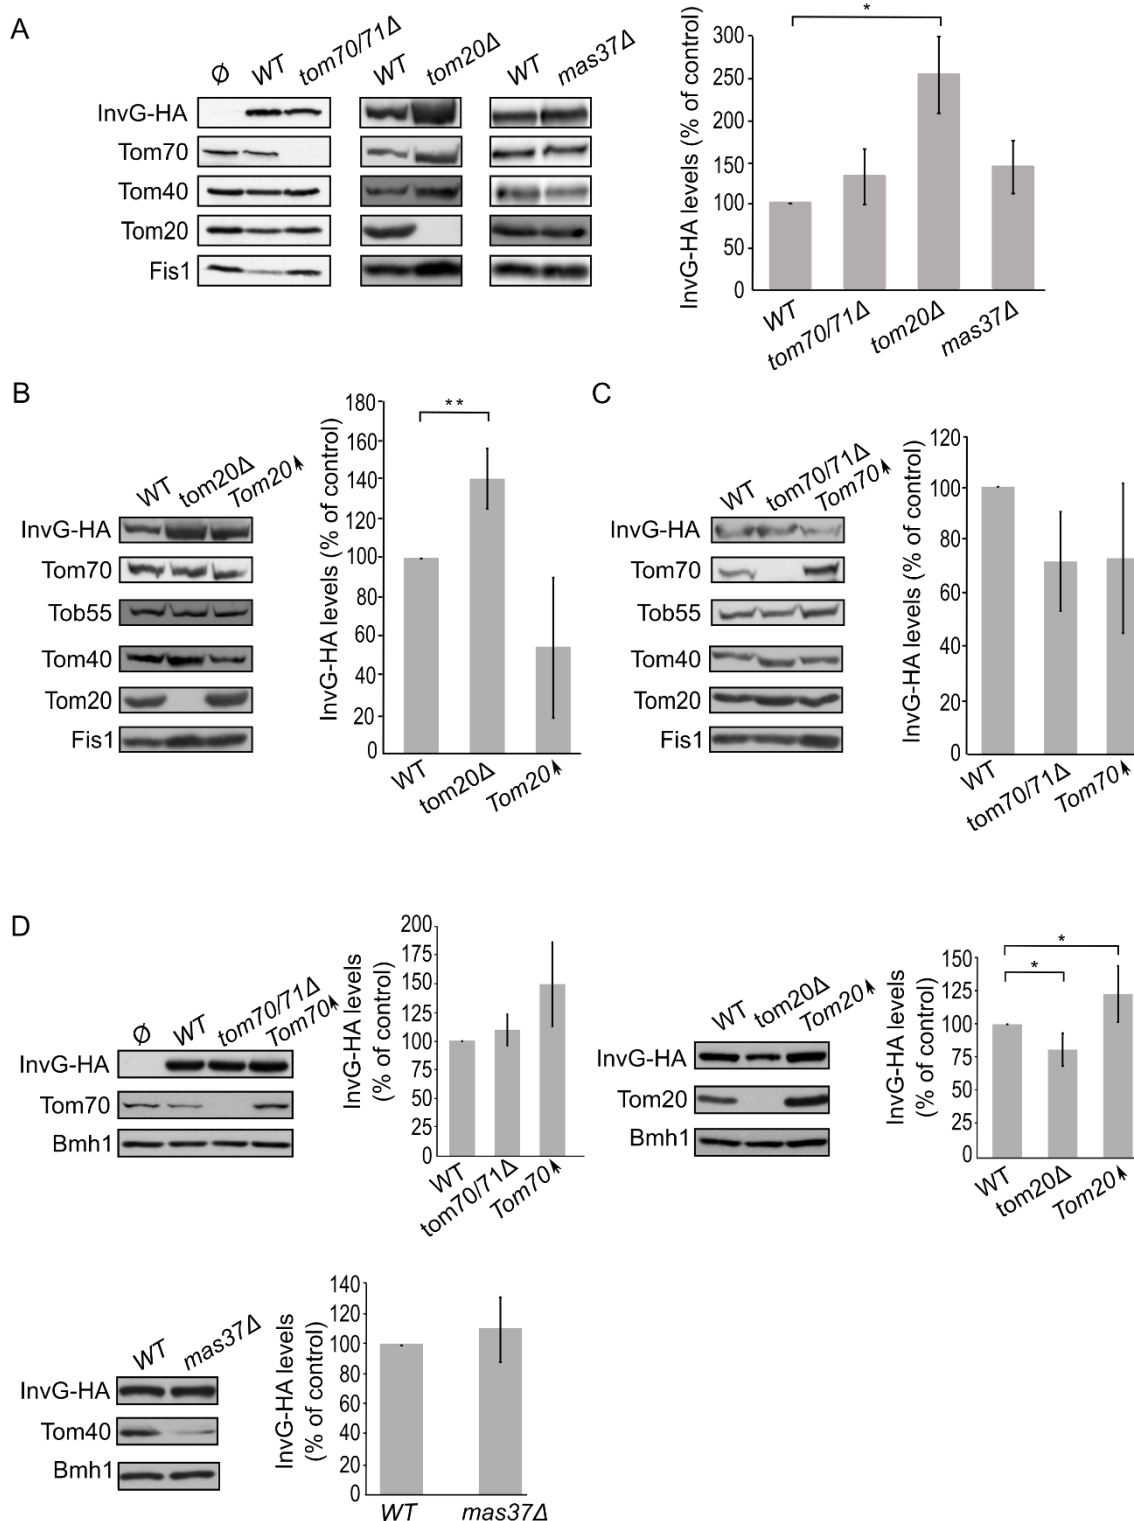 A
Ø WT tom70/71Δ WT tom20Δ WT mas37Δ
InvG-HA
Tom70
Tom40
Tom20
Fis1
InvG-HA levels (% of control)
*
300
250
200
150
100
50
0
WT tom70/71Δ tom20Δ mas37Δ
B
WT tom20Δ Tom20
InvG-HA
Tom70
Tob55
Tom40
Tom20
Fis1
InvG-HA levels (% of control)
**
180
160
140
120
100
80
60
40
20
0
WT tom20Δ Tom20
C
WT tom70/71Δ Tom70
InvG-HA
Tom70
Tob55
Tom40
Tom20
Fis1
InvG-HA levels (% of control)
120
100
80
60
40
20
0
WT tom70/71Δ Tom70
D
Ø WT tom70/71Δ Tom70
InvG-HA
Tom70
Bmh1
InvG-HA levels
(% of control)
200
175
150
125
100
75
50
25
0
WT tom70/71Δ Tom70
WT tom20Δ Tom20
InvG-HA
Tom20
Bmh1
InvG-HA levels
(% of control)
*
*
150
125
100
75
50
25
0
WT tom20Δ Tom20
WT mas37Δ
InvG-HA
Tom40
Bmh1
InvG-HA levels
(% of control)
140
120
100
80
60
40
20
0
WT mas37Δ